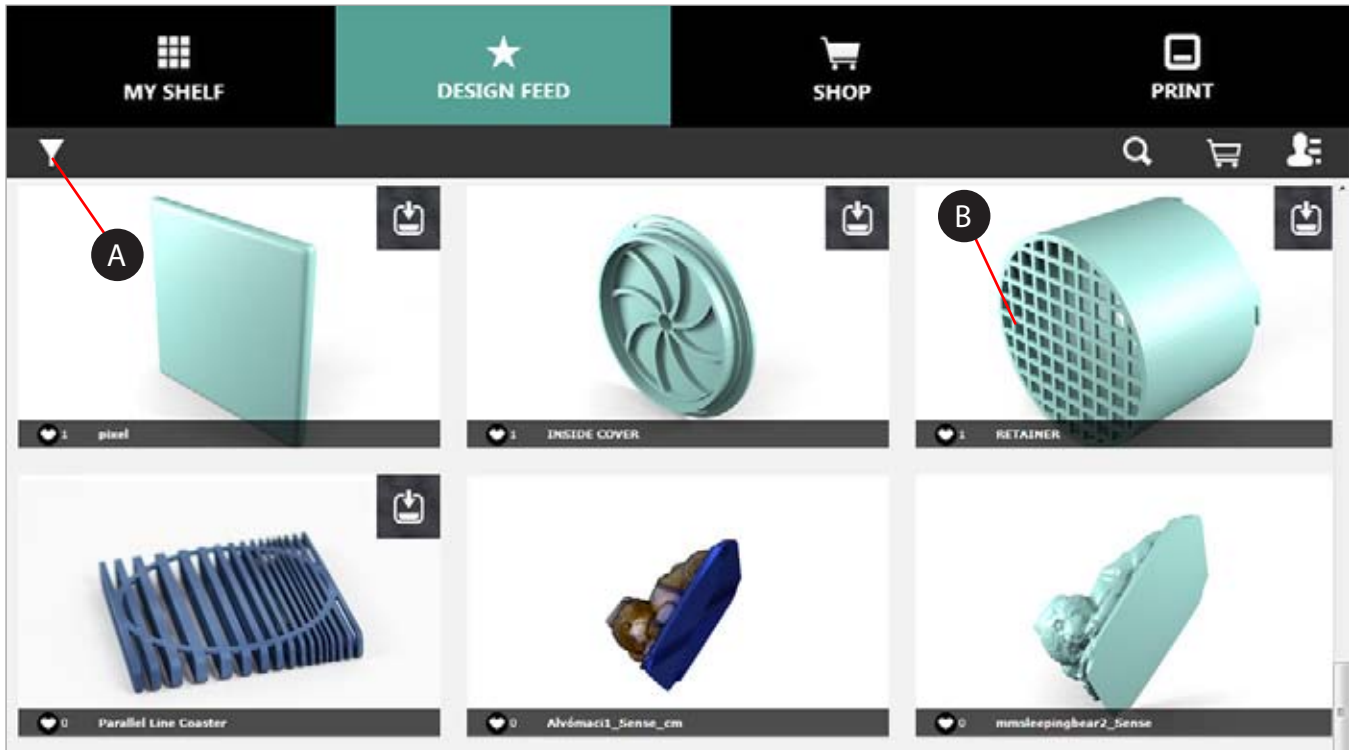 MY SHELF
DESIGN FEED
SHOP
PRINT
A
B
1 pixel
1 INSIDE COVER
1 RETAINER
0 Parallel Line Coaster
0 Alvómaci1_Sense_cm
0 mmsleepingbear2_Sense